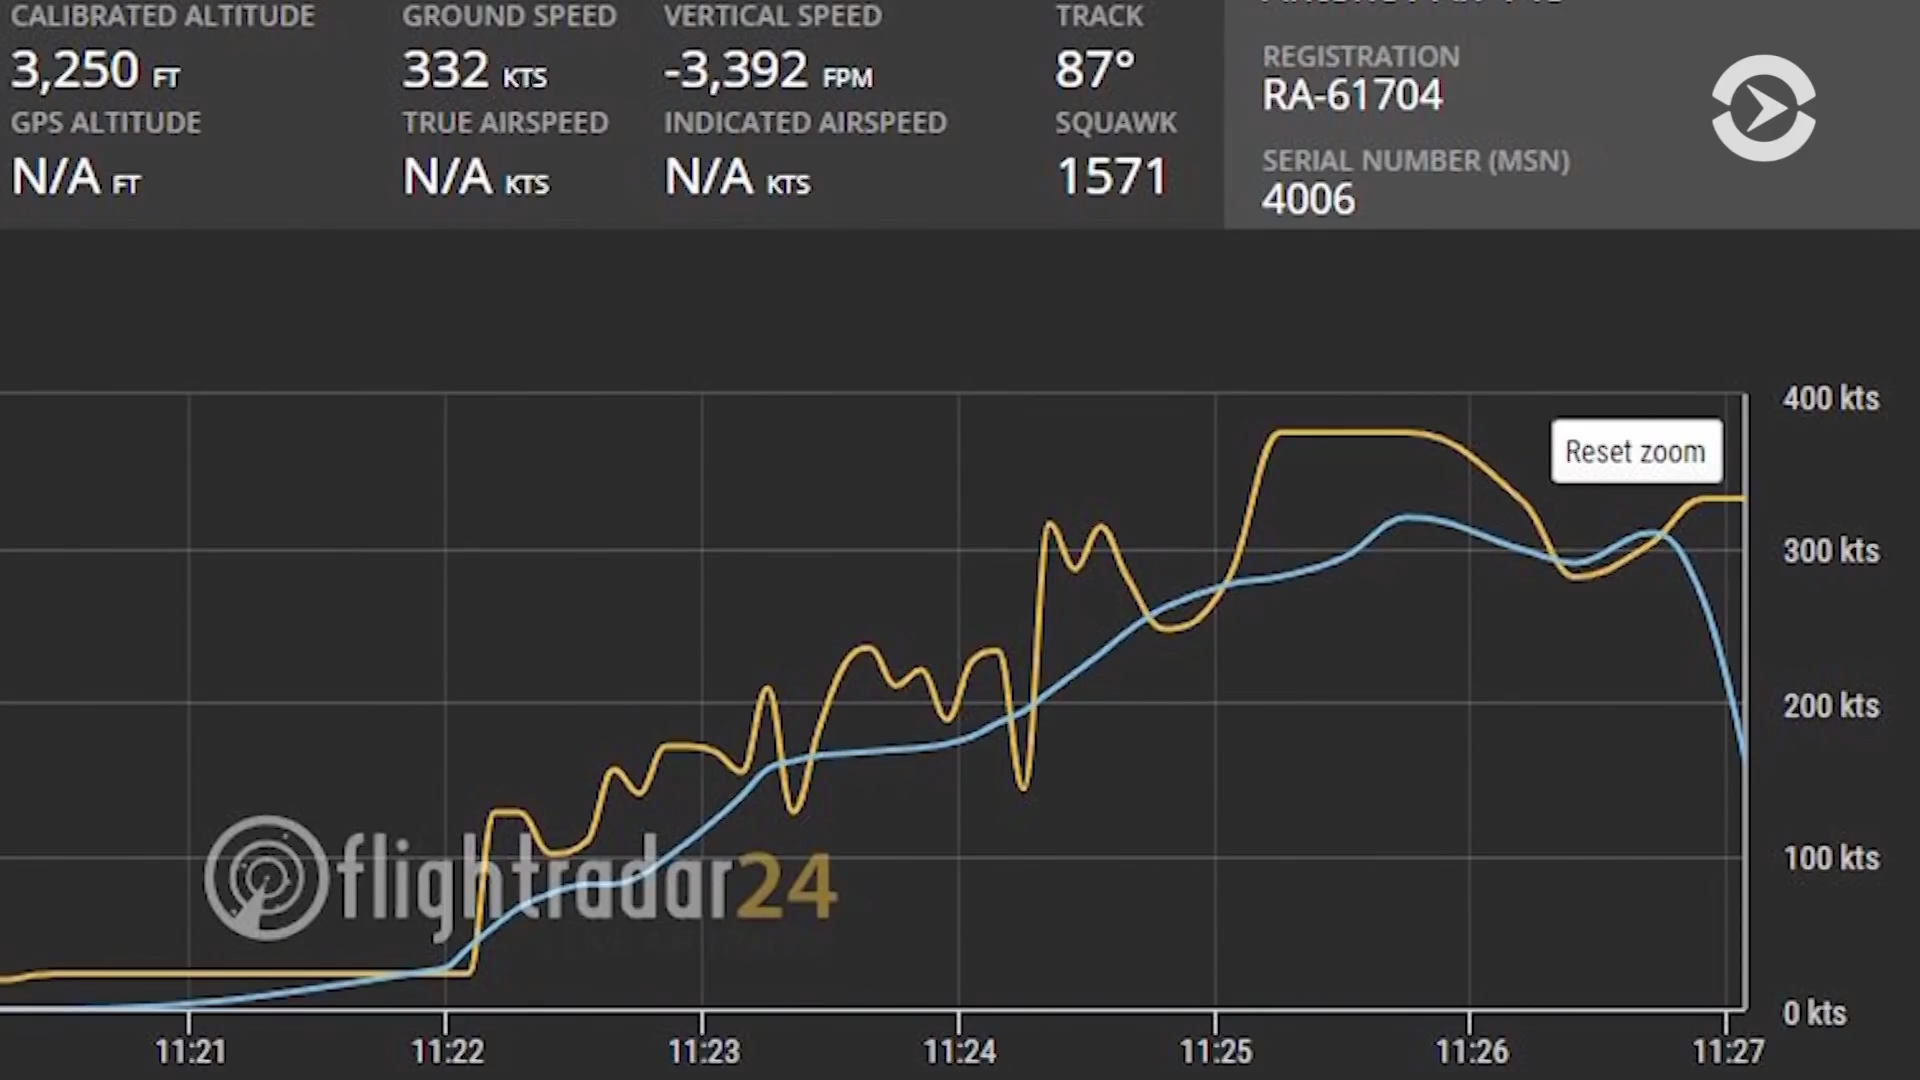 CALIBRATED ALTITUDE
3,250 FT
GPS ALTITUDE
N/A FT
GROUND SPEED
332 KTS
TRUE AIRSPEED
N/A KTS
VERTICAL SPEED
-3,392 FPM
INDICATED AIRSPEED
N/A KTS
TRACK
87°
SQUAWK
1571
REGISTRATION
RA-61704
SERIAL NUMBER (MSN)
4006
Reset zoom
400 kts
300 kts
200 kts
100 kts
0 kts
flightradar24
11:21
11:22
11:23
11:24
11:25
11:26
11:27